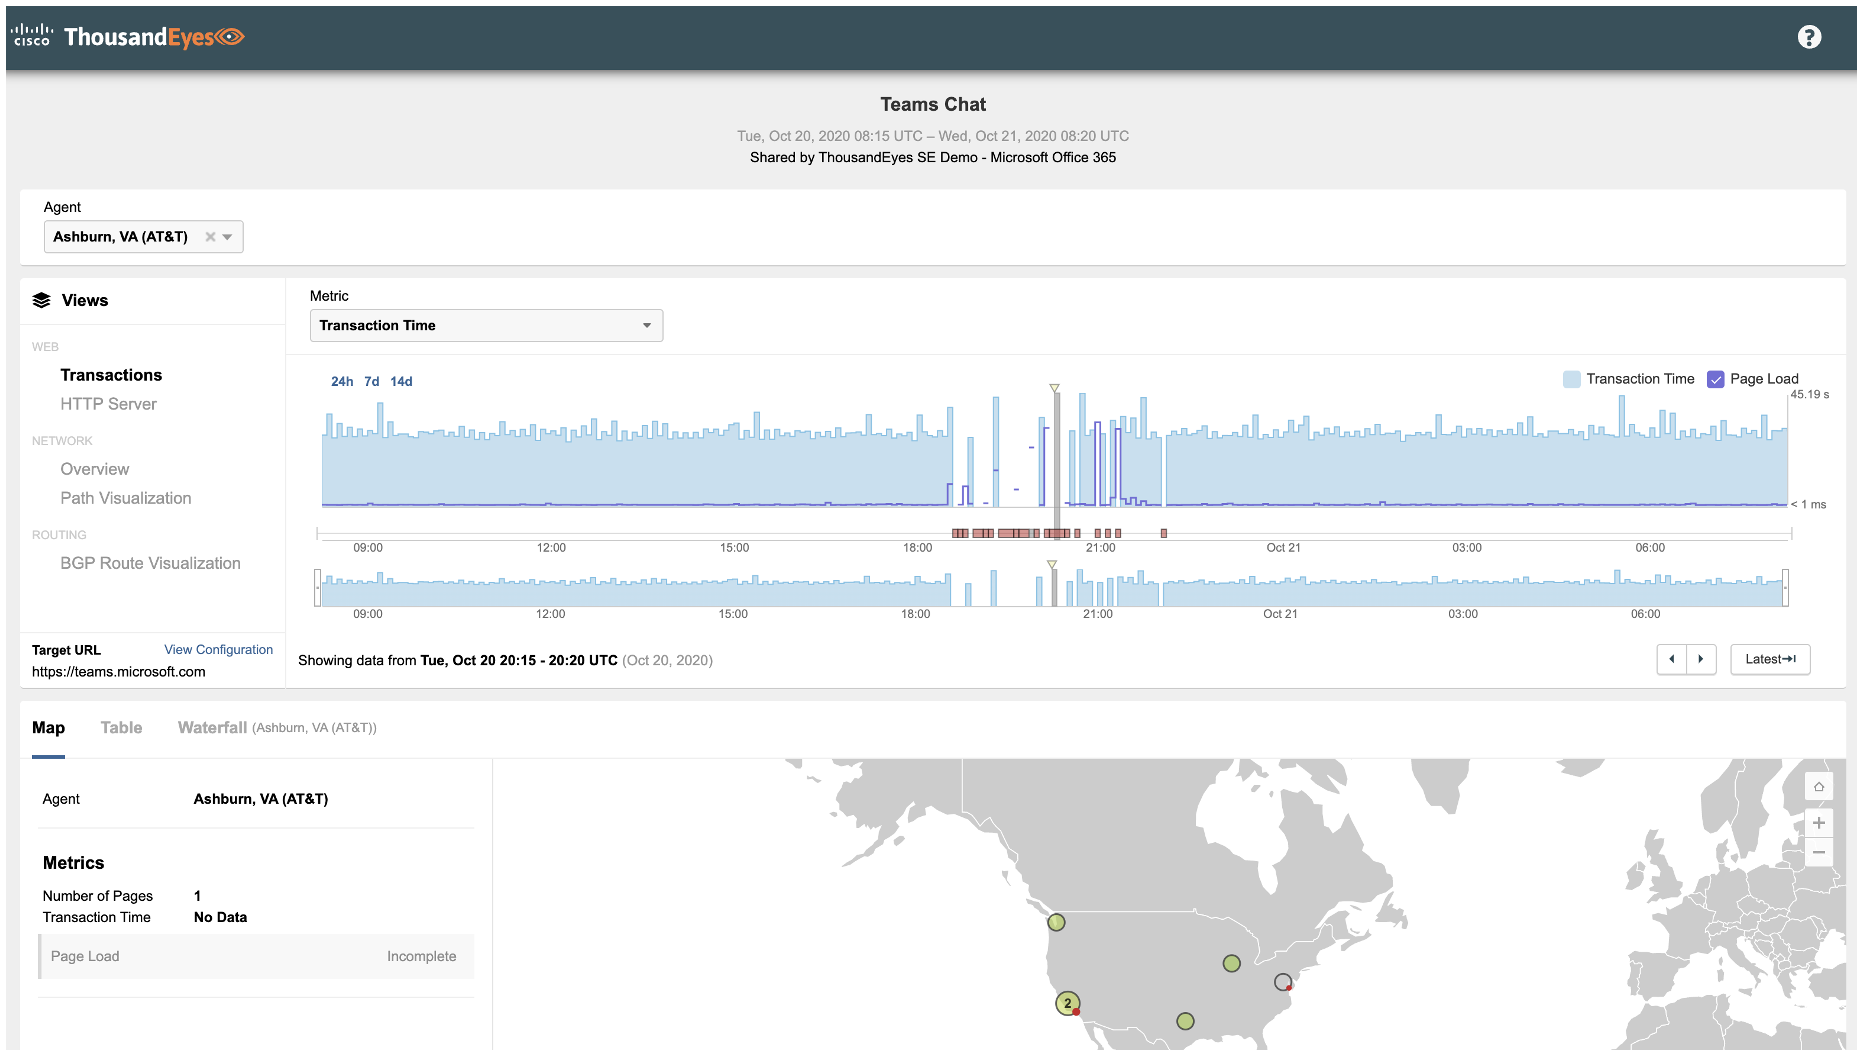 cisco ThousandEyes
?
Teams Chat
Tue, Oct 20, 2020 08:15 UTC – Wed, Oct 21, 2020 08:20 UTC
Shared by ThousandEyes SE Demo - Microsoft Office 365
Agent
Ashburn, VA (AT&T)
Views
WEB
Transactions
HTTP Server
NETWORK
Overview
Path Visualization
ROUTING
BGP Route Visualization
Target URL View Configuration
https://teams.microsoft.com
Metric
Transaction Time
24h 7d 14d
Transaction Time Page Load
45.19 s
< 1 ms
09:00 12:00 15:00 18:00 21:00 Oct 21 03:00 06:00
09:00 12:00 15:00 18:00 21:00 Oct 21 03:00 06:00
Showing data from Tue, Oct 20 20:15 - 20:20 UTC (Oct 20, 2020)
Latest
Map Table Waterfall (Ashburn, VA (AT&T))
Agent Ashburn, VA (AT&T)
Metrics
Number of Pages 1
Transaction Time No Data
Page Load Incomplete
2